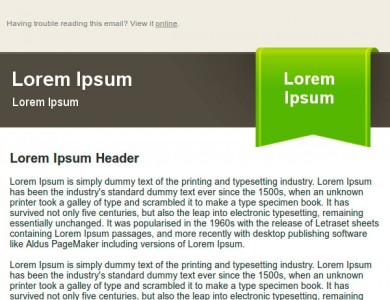 Having trouble reading this email? View it online.
Lorem Ipsum
Lorem Ipsum
Lorem
Ipsum
Lorem Ipsum Header
Lorem Ipsum is simply dummy text of the printing and typesetting industry. Lorem Ipsum
has been the industry's standard dummy text ever since the 1500s, when an unknown
printer took a galley of type and scrambled it to make a type specimen book. It has
survived not only five centuries, but also the leap into electronic typesetting, remaining
essentially unchanged. It was popularised in the 1960s with the release of Letraset sheets
containing Lorem Ipsum passages, and more recently with desktop publishing software
like Aldus PageMaker including versions of Lorem Ipsum.
Lorem Ipsum is simply dummy text of the printing and typesetting industry. Lorem Ipsum
has been the industry's standard dummy text ever since the 1500s, when an unknown
printer took a galley of type and scrambled it to make a type specimen book. It has
survived not only five centuries, but also the leap into electronic typesetting, remaining